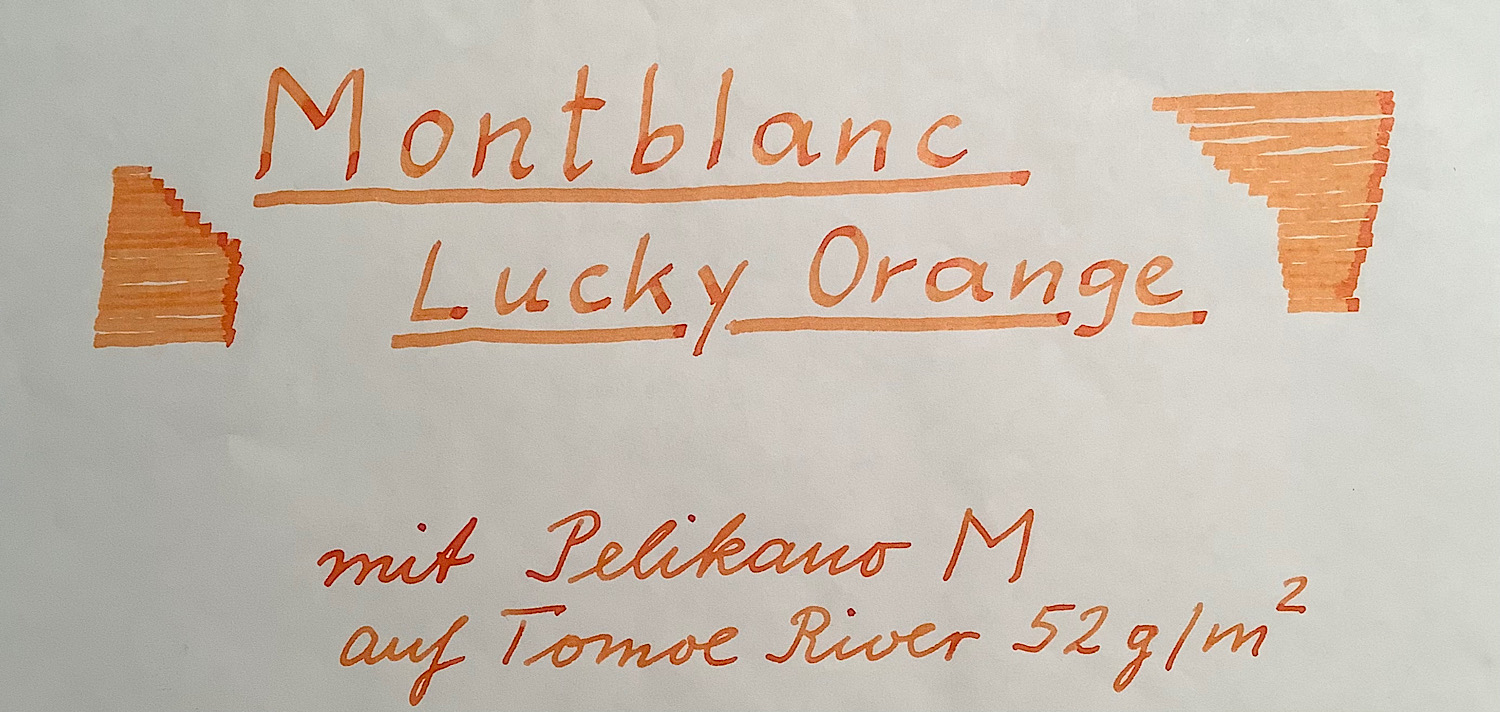 Montblanc
Lucky Orange
mit Pelikano M
auf Tomoe River 52 g/m²